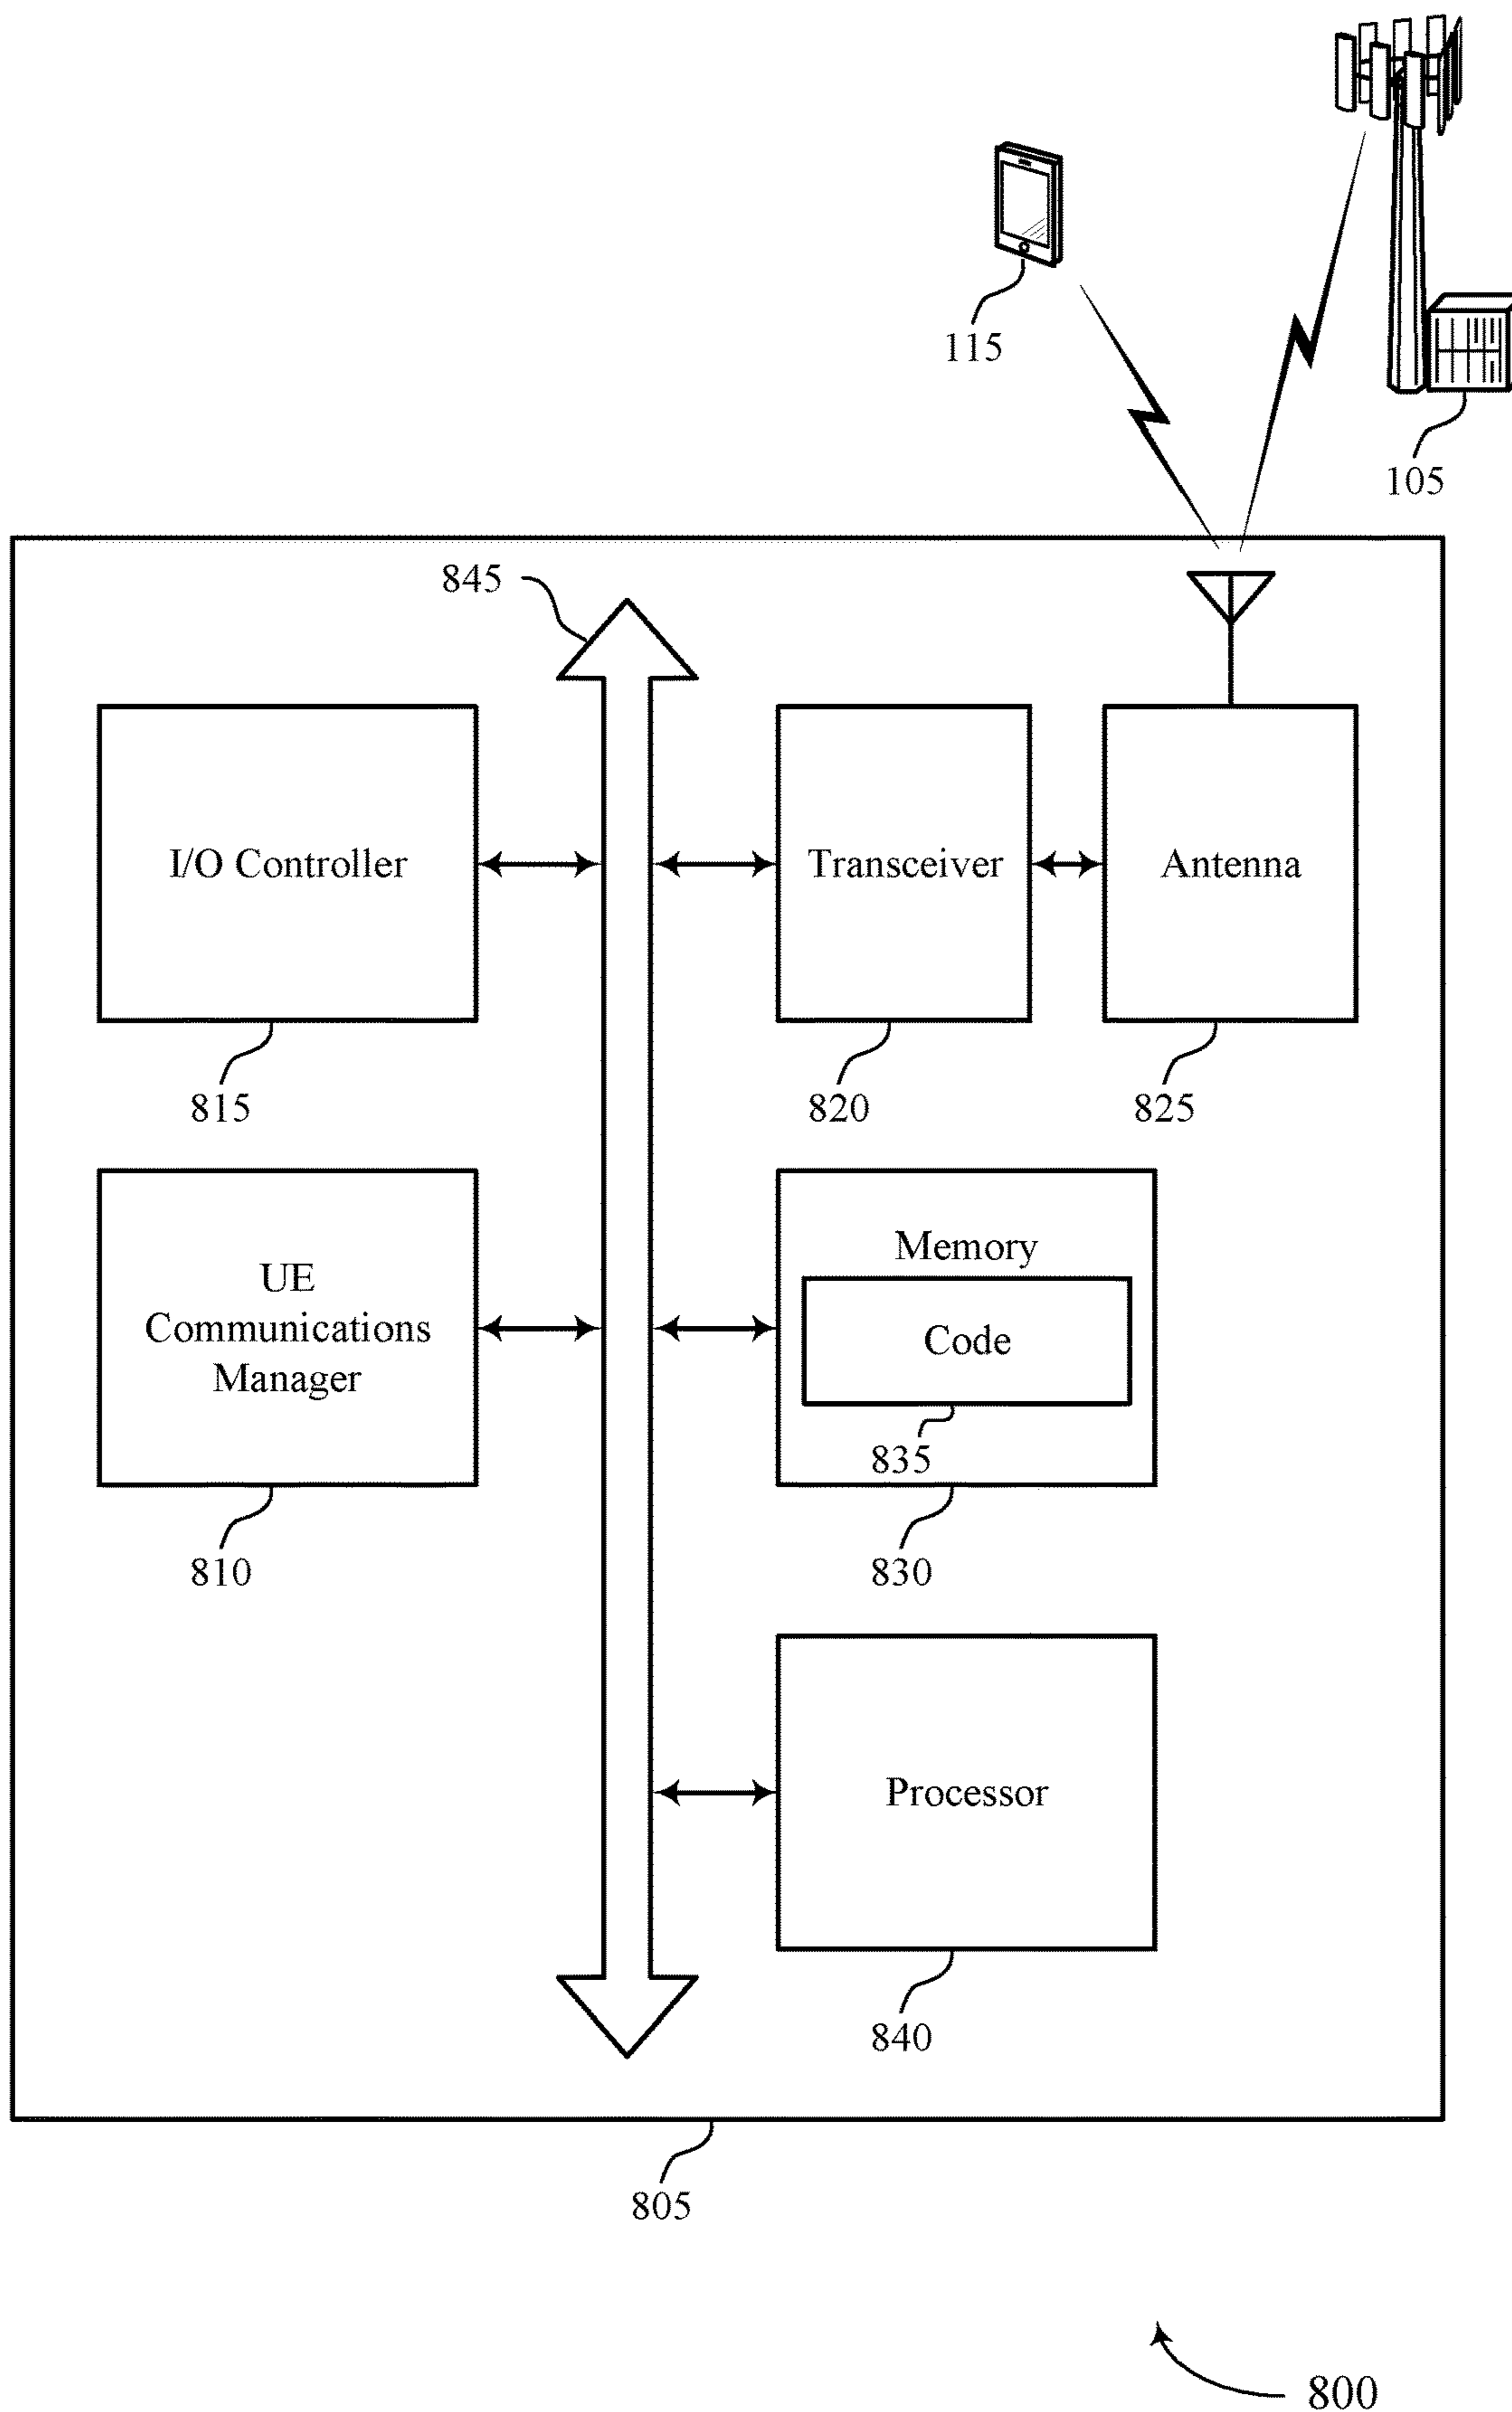 115
105
845
I/O Controller
Transceiver
Antenna
815
820
825
UE
Communications
Manager
Memory
Code
835
810
830
Processor
840
805
800